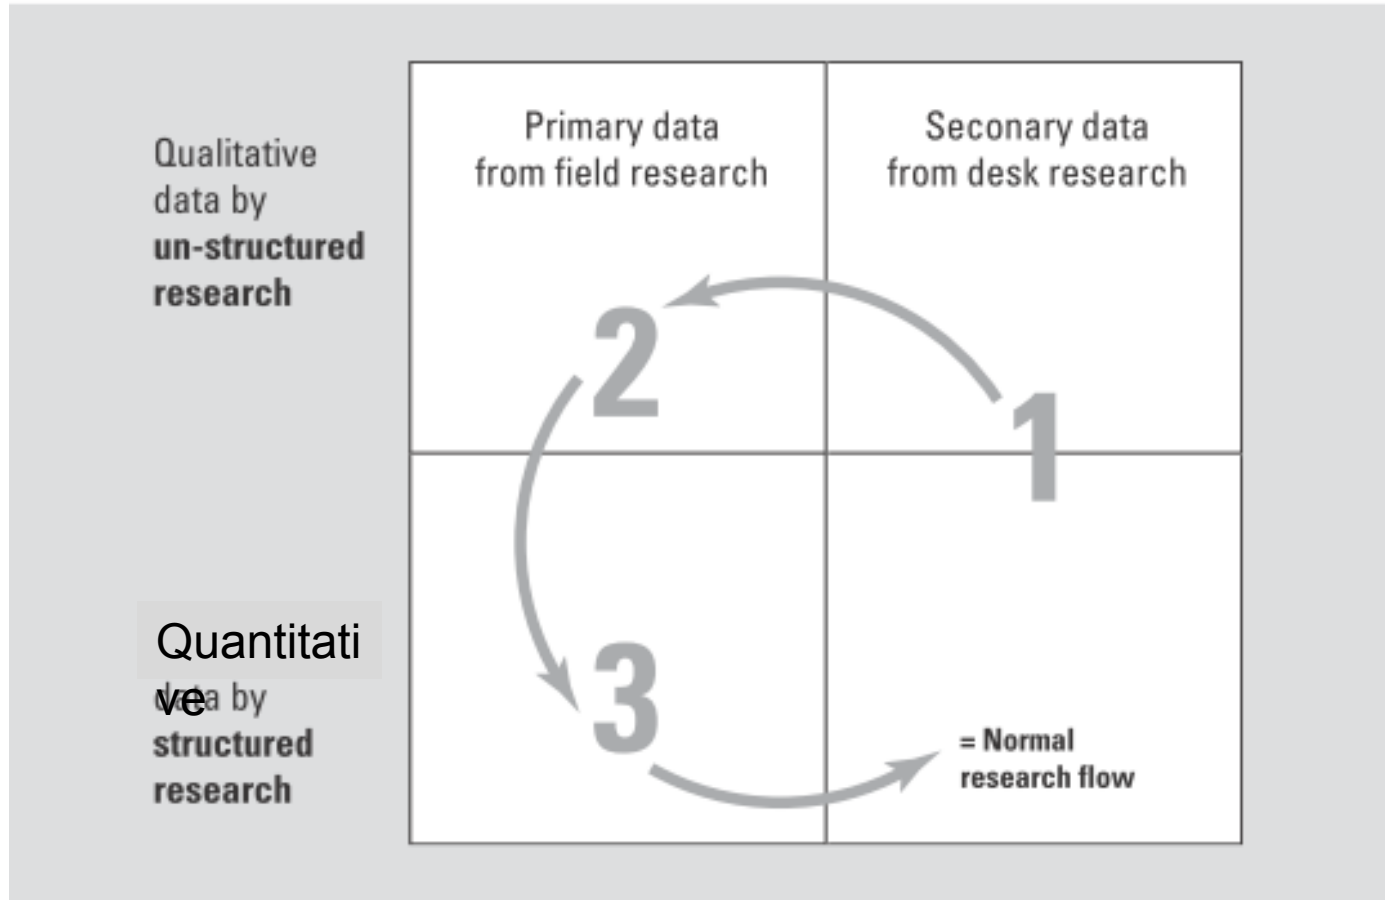 Primary data
from field research
Seconary data
from desk research
Qualitative
data by
un-structured
research
2
1
Quantitati
ve
data by
structured
research
3
= Normal
research flow